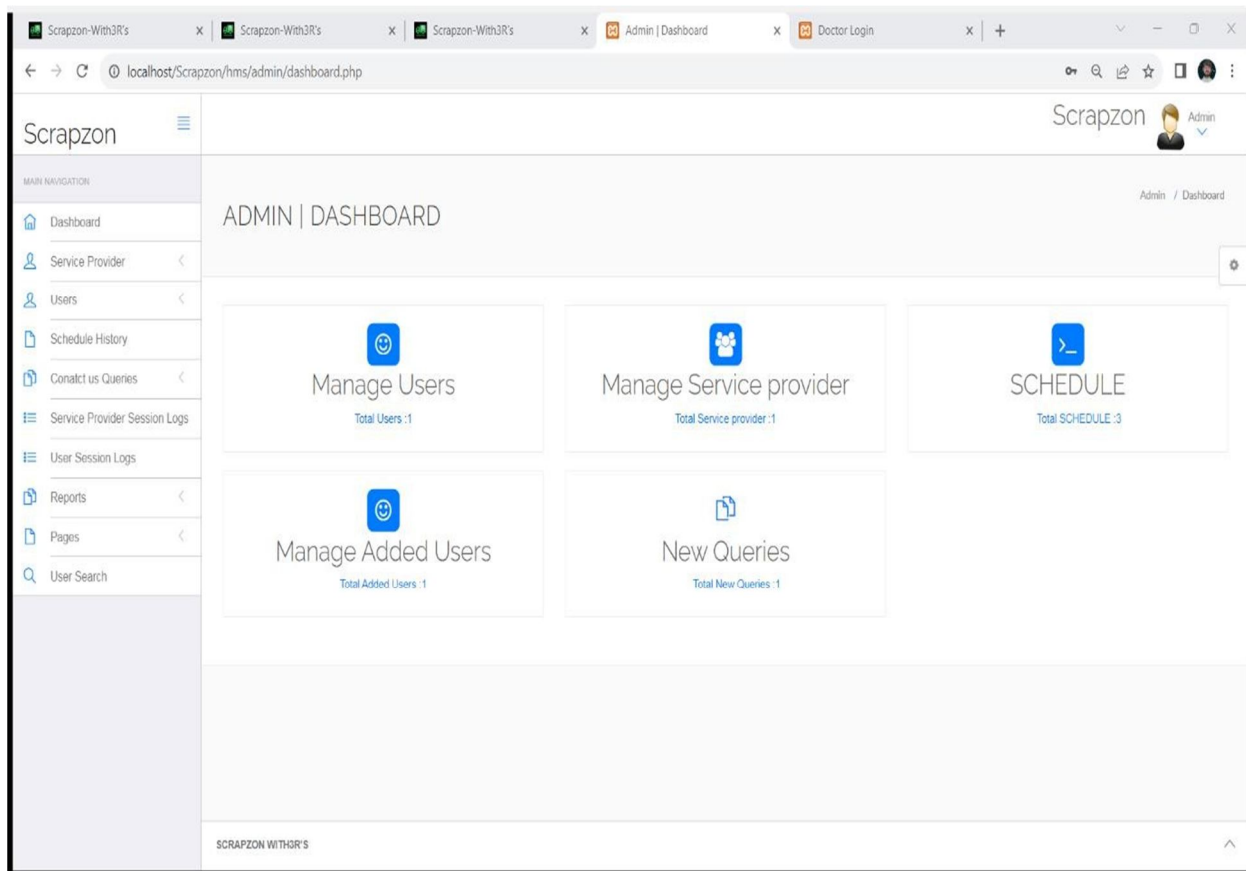 Scrapzon-With3R's
Scrapzon-With3R's
Scrapzon-With3R's
Admin | Dashboard
Doctor Login
localhost/Scrapzon/hms/admin/dashboard.php
Scrapzon
Scrapzon
Admin
MAIN NAVIGATION
Dashboard
Service Provider
Users
Schedule History
Conatct us Queries
Service Provider Session Logs
User Session Logs
Reports
Pages
User Search
ADMIN | DASHBOARD
Admin / Dashboard
Manage Users
Total Users :1
Manage Service provider
Total Service provider :1
SCHEDULE
Total SCHEDULE :3
Manage Added Users
Total Added Users :1
New Queries
Total New Queries :1
SCRAPZON WITH3R'S